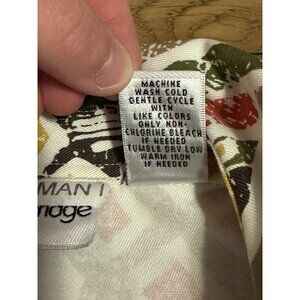 MACHINE
WASH COLD
GENTLE CYCLE
WITH
LIKE COLORS
ONLY NON-
CHLORINE BLEACH
IF NEEDED
TUMBLE DRY LOW
WARM IRON
IF NEEDED
MAN I